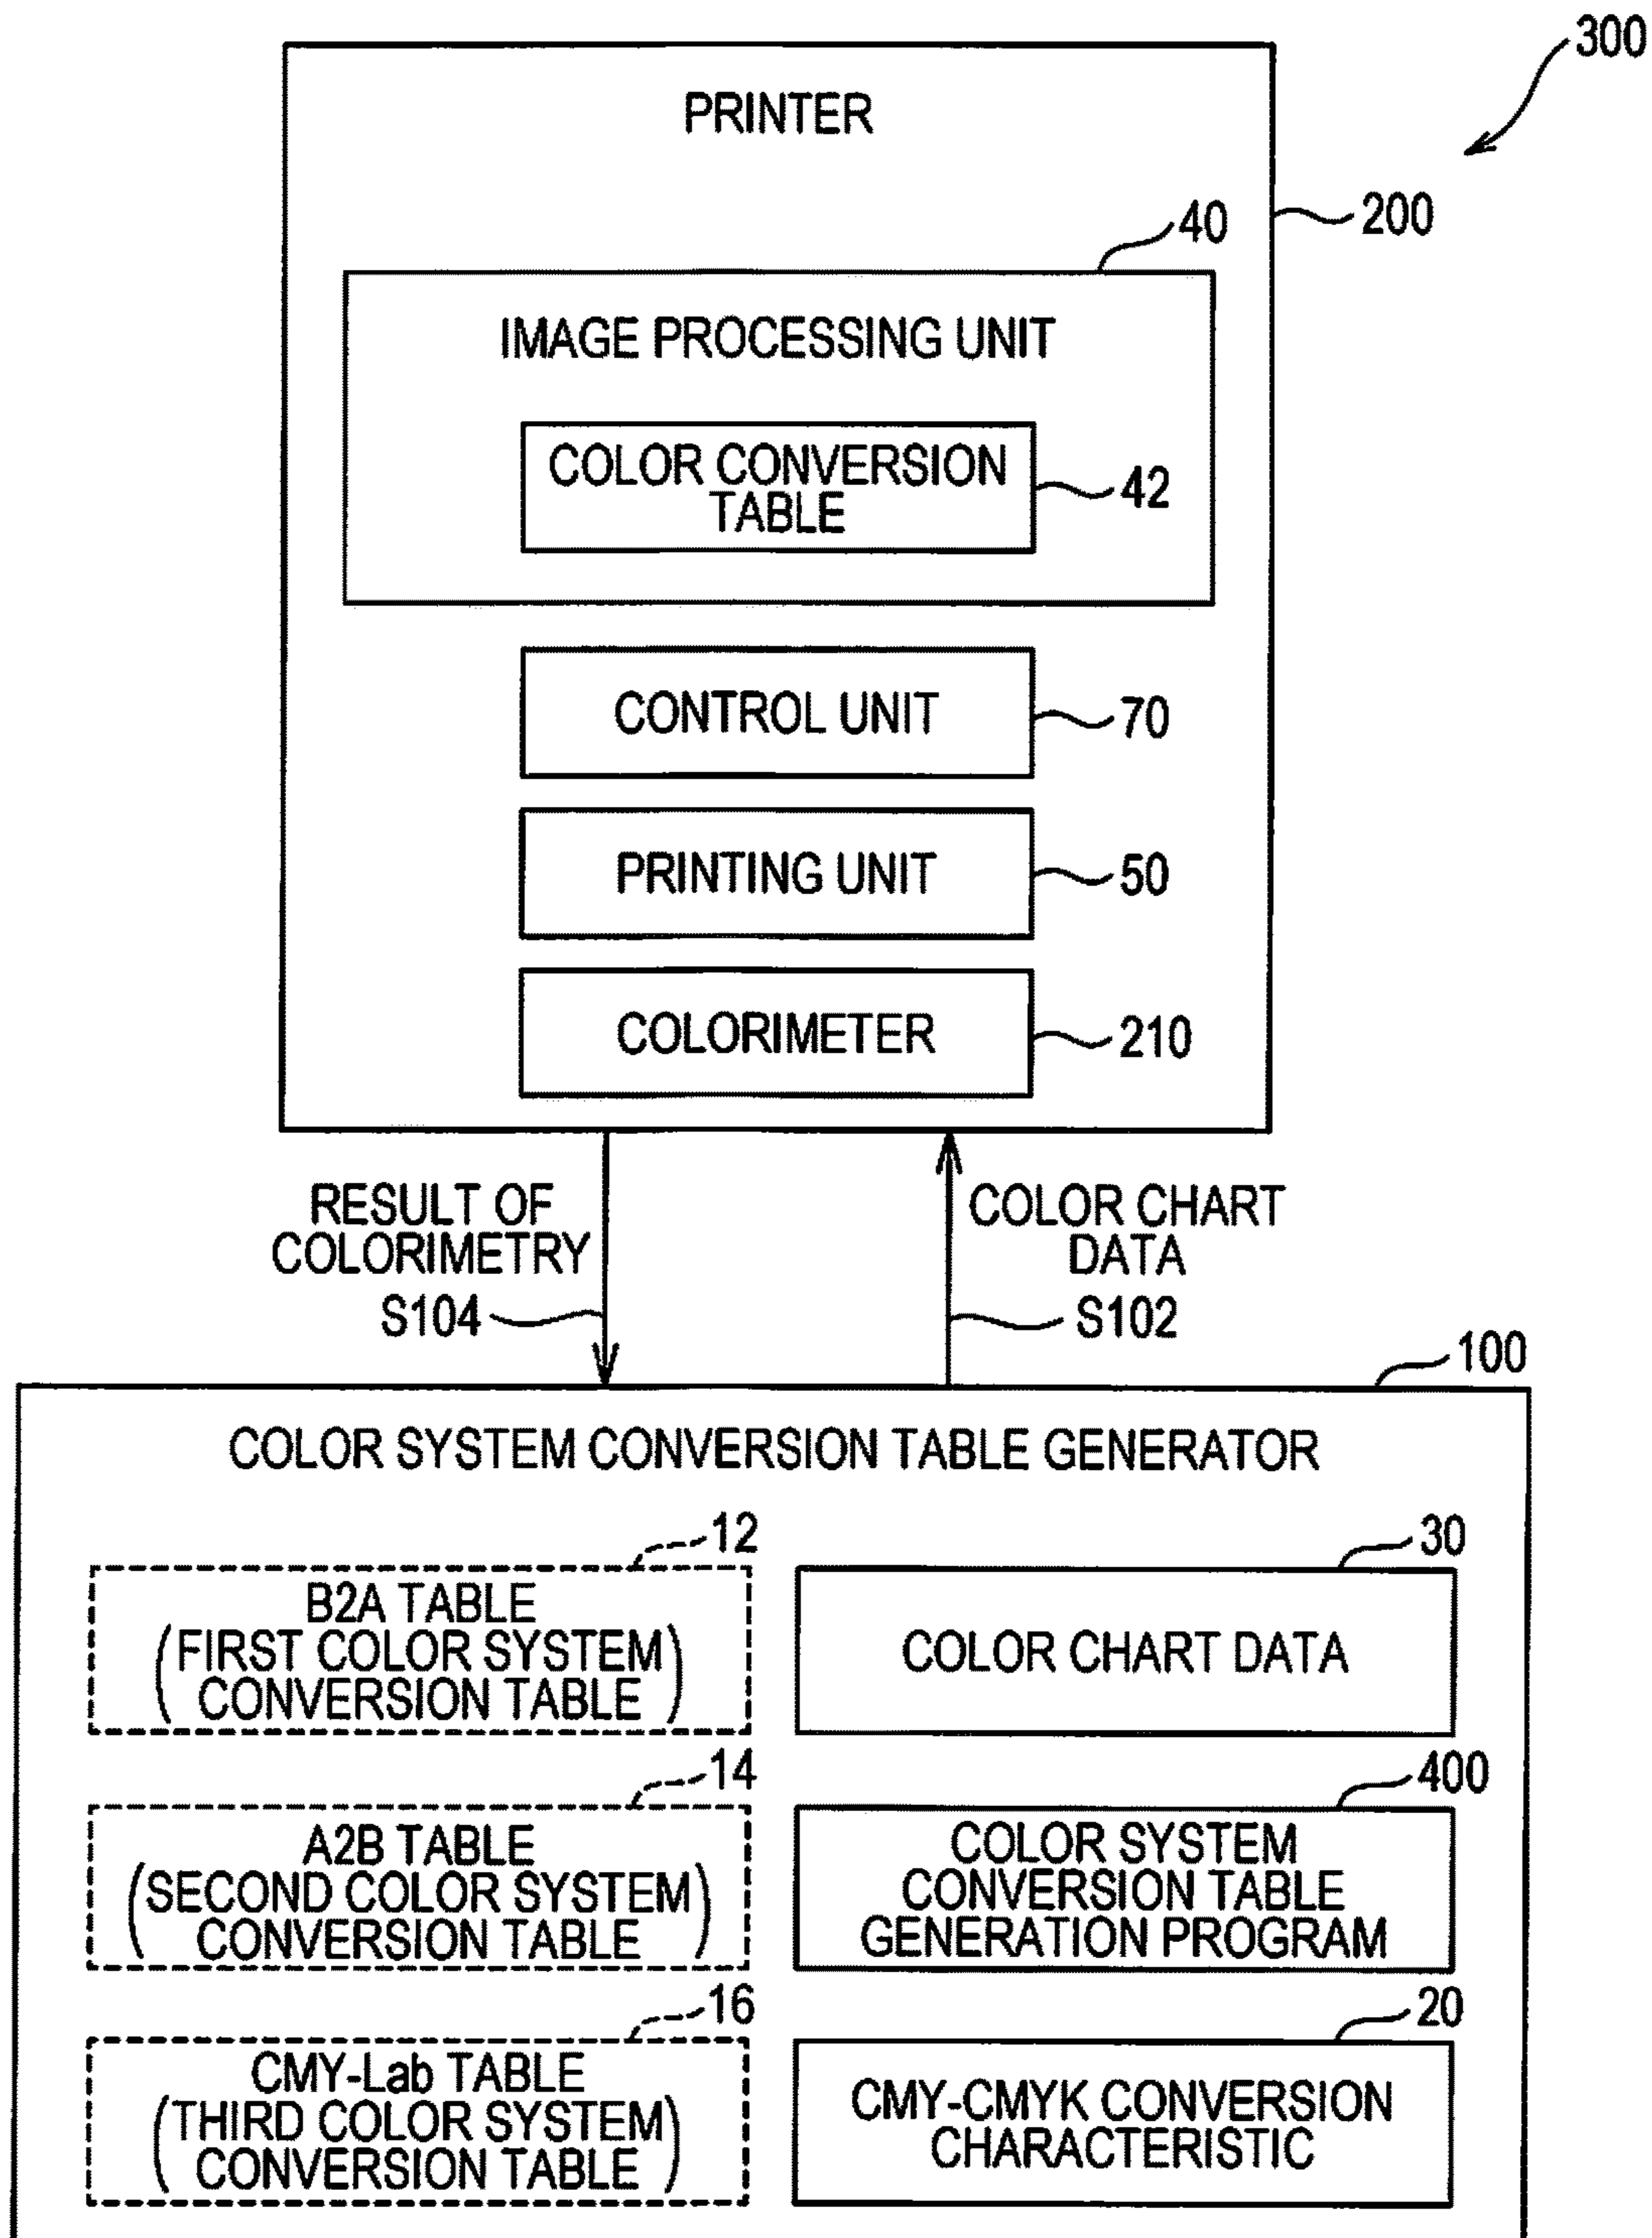 300
PRINTER
200
40
IMAGE PROCESSING UNIT
COLOR CONVERSION
TABLE
42
CONTROL UNIT
70
PRINTING UNIT
50
COLORIMETER
210
RESULT OF
COLORIMETRY
S104
COLOR CHART
DATA
S102
100
COLOR SYSTEM CONVERSION TABLE GENERATOR
12
B2A TABLE
(FIRST COLOR SYSTEM
CONVERSION TABLE)
30
COLOR CHART DATA
14
A2B TABLE
(SECOND COLOR SYSTEM
CONVERSION TABLE)
400
COLOR SYSTEM
CONVERSION TABLE
GENERATION PROGRAM
16
CMY-Lab TABLE
(THIRD COLOR SYSTEM
CONVERSION TABLE)
20
CMY-CMYK CONVERSION
CHARACTERISTIC